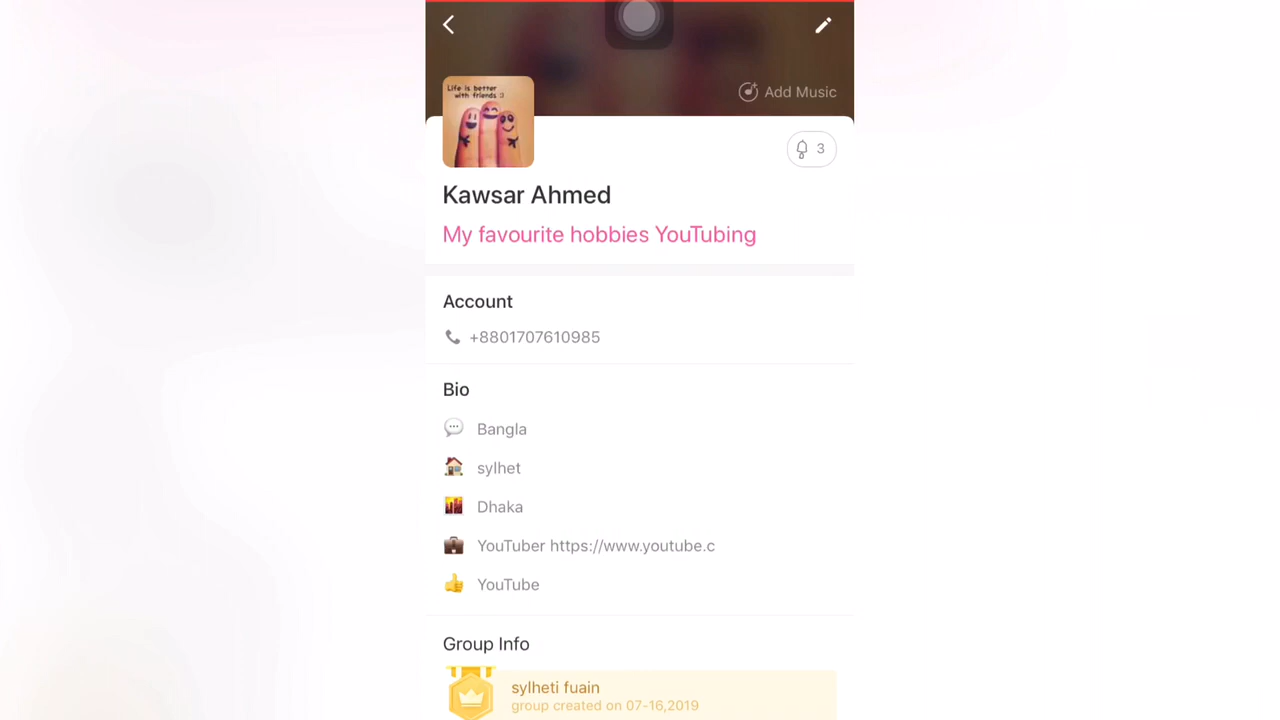 Add Music
Life is better
with friends :)
3
Kawsar Ahmed
My favourite hobbies YouTubing
Account
+8801707610985
Bio
Bangla
sylhet
Dhaka
YouTuber https://www.youtube.c
YouTube
Group Info
sylheti fuain
group created on 07-16,2019